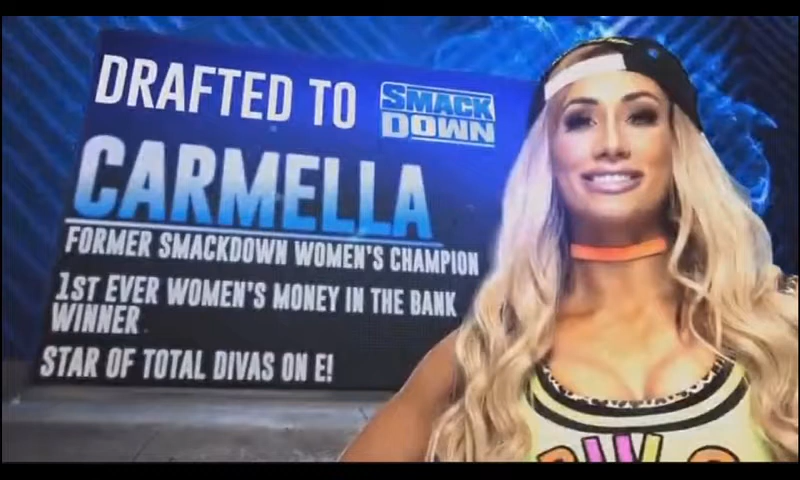 DRAFTED TO
SMACK
DOWN
CARMELLA
FORMER SMACKDOWN WOMEN'S CHAMPION
1ST EVER WOMEN'S MONEY IN THE BANK
WINNER
STAR OF TOTAL DIVAS ON E!